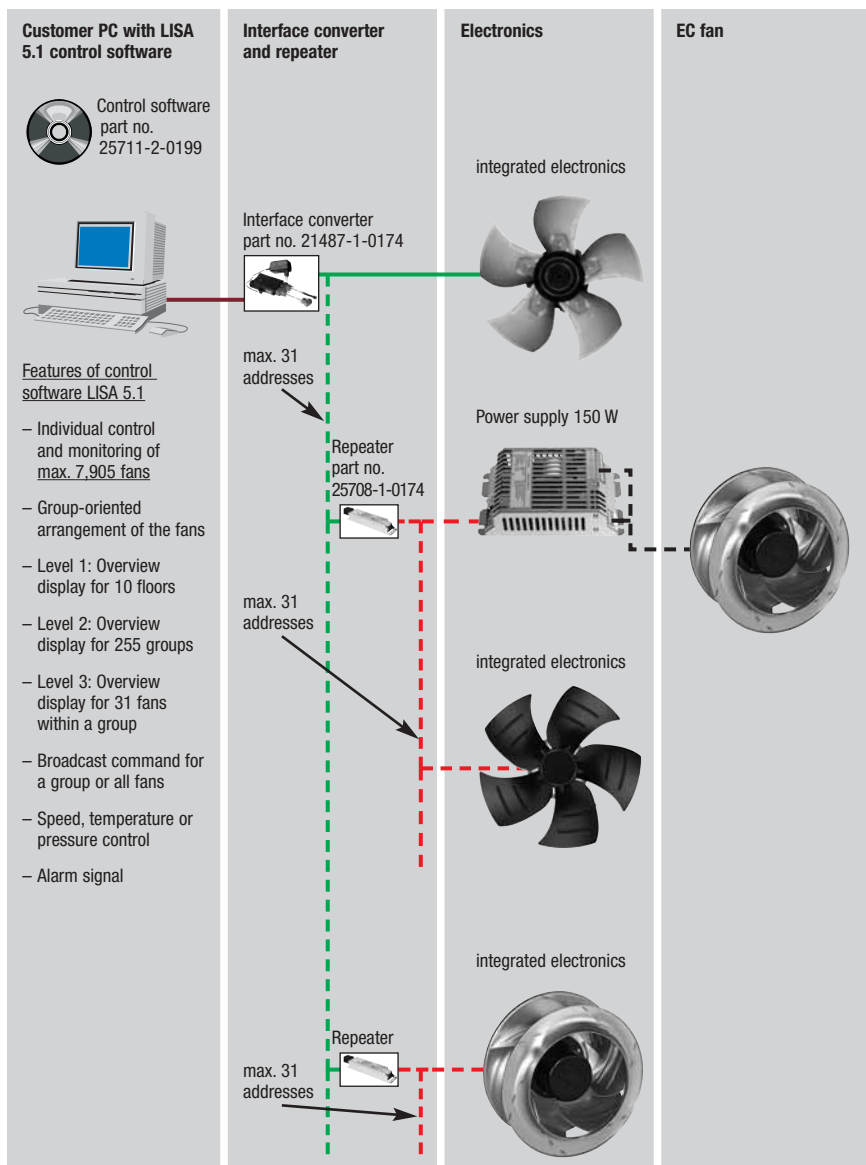 Customer PC with LISA
5.1 control software
Control software
part no.
25711-2-0199
Features of control
software LISA 5.1
– Individual control
and monitoring of
max. 7,905 fans
– Group-oriented
arrangement of the fans
– Level 1: Overview
display for 10 floors
– Level 2: Overview
display for 255 groups
– Level 3: Overview
display for 31 fans
within a group
– Broadcast command for
a group or all fans
– Speed, temperature or
pressure control
– Alarm signal
Interface converter
and repeater
Interface converter
part no. 21487-1-0174
max. 31
addresses
Repeater
part no.
25708-1-0174
max. 31
addresses
Repeater
max. 31
addresses
Electronics
integrated electronics
Power supply 150 W
integrated electronics
integrated electronics
EC fan